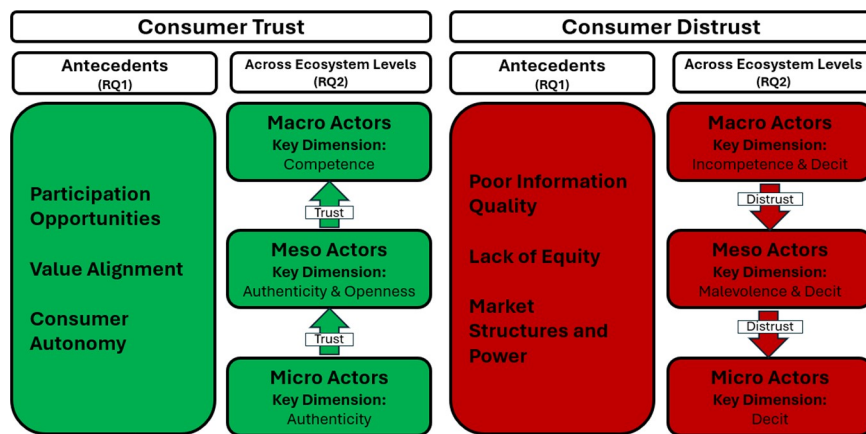 Consumer Trust
Antecedents
(RQ1)
Across Ecosystem Levels
(RQ2)
Participation
Opportunities
Value Alignment
Consumer
Autonomy
Macro Actors
Key Dimension:
Competence
Trust
Meso Actors
Key Dimension:
Authenticity & Openness
Trust
Micro Actors
Key Dimension:
Authenticity
Consumer Distrust
Antecedents
(RQ1)
Across Ecosystem Levels
(RQ2)
Poor Information
Quality
Lack of Equity
Market
Structures and
Power
Macro Actors
Key Dimension:
Incompetence & Decit
Distrust
Meso Actors
Key Dimension:
Malevolence & Decit
Distrust
Micro Actors
Key Dimension:
Decit